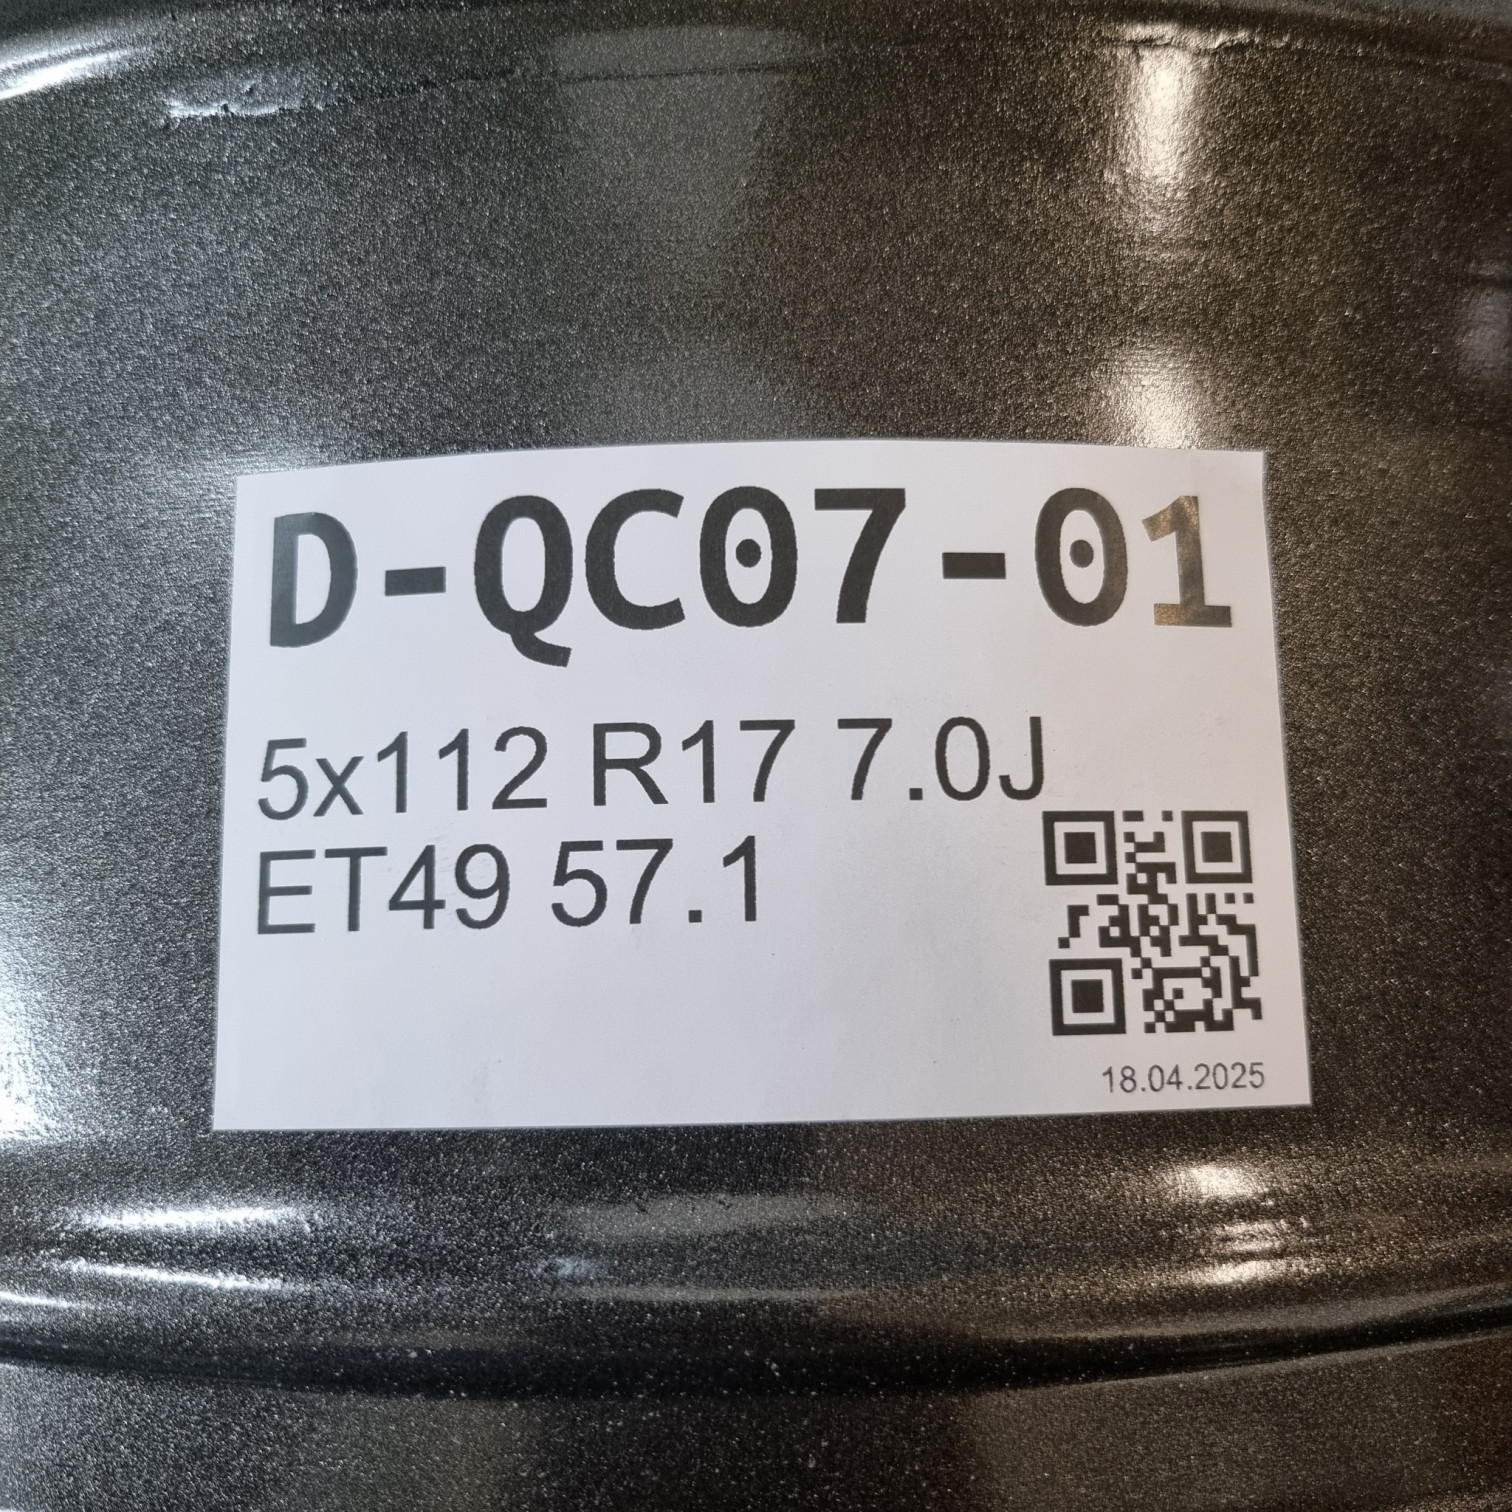 D-QC07-01
5x112 R17 7.0J
ET49 57.1
18.04.2025